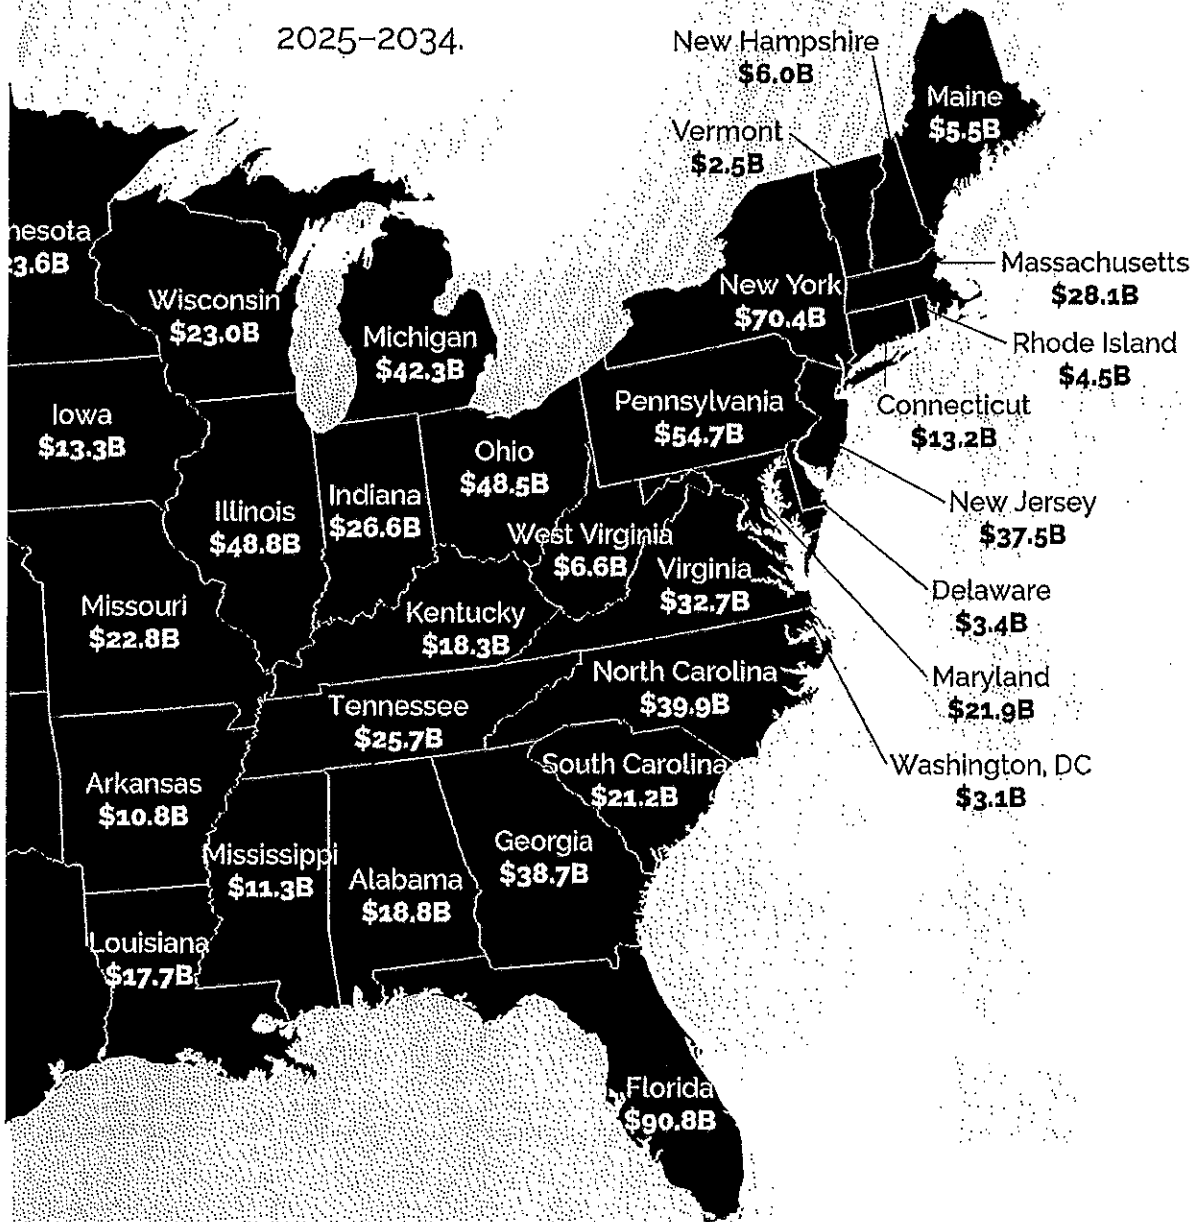 2025–2034.
New Hampshire
$6.0B
Maine
$5.5B
Vermont
$2.5B
nesota
23.6B
Wisconsin
$23.0B
Michigan
$42.3B
New York
$70.4B
Massachusetts
$28.1B
Rhode Island
$4.5B
Iowa
$13.3B
Pennsylvania
$54.7B
Connecticut
$13.2B
Ohio
$48.5B
Illinois
$48.8B
Indiana
$26.6B
New Jersey
$37.5B
West Virginia
$6.6B
Virginia
$32.7B
Delaware
$3.4B
Missouri
$22.8B
Kentucky
$18.3B
North Carolina
$39.9B
Maryland
$21.9B
Tennessee
$25.7B
South Carolina
$21.2B
Washington, DC
$3.1B
Arkansas
$10.8B
Mississippi
$11.3B
Alabama
$18.8B
Georgia
$38.7B
Louisiana
$17.7B
Florida
$90.8B